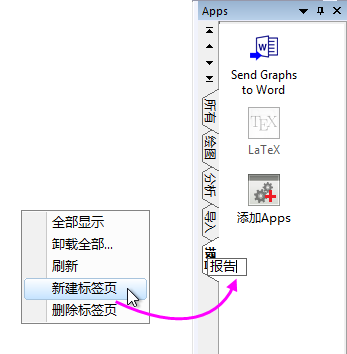 Apps
Send Graphs
to Word
TEX
LaTeX
添加Apps
所有
绘图
分析
导入
报告
全部显示
卸载全部...
刷新
新建标签页
删除标签页